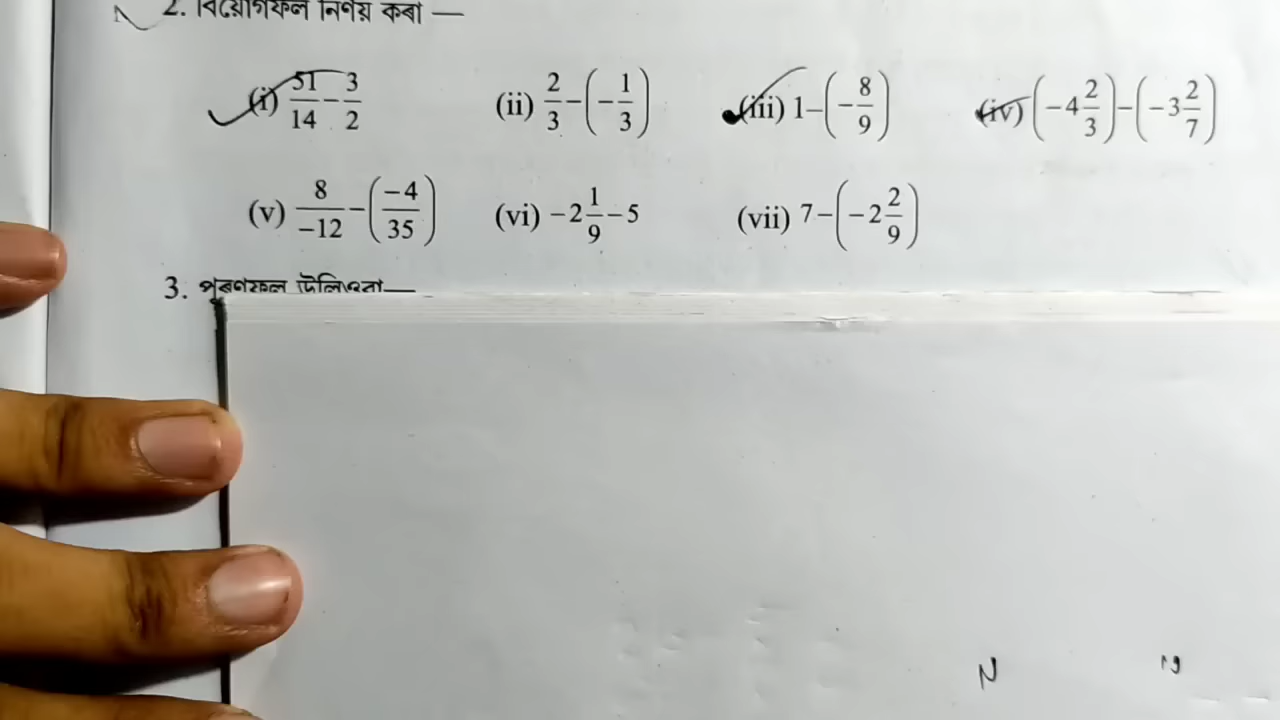 2. বিয়োগফল নিৰ্ণয় কৰা —
(i) 51/14 − 3/2 (ii) 2/3 − (−1/3) (iii) 1 − (−8/9) (iv) (−4 2/3) − (−3 2/7)
(v) 8/−12 − (−4/35) (vi) −2 1/9 − 5 (vii) 7 − (−2 2/9)
3. পূৰণফল
N